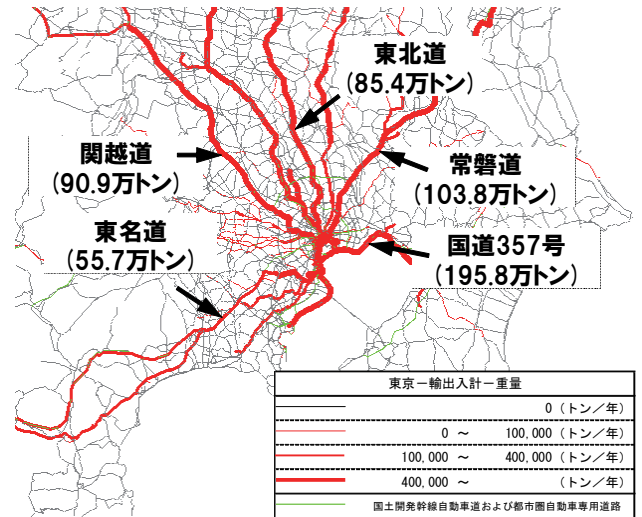 東北道
(85.4万トン)
関越道
(90.9万トン)
常磐道
(103.8万トン)
東名道
(55.7万トン)
国道357号
(195.8万トン)
東京－輸出入計－重量
0 (トン／年)
0 ～ 100,000 (トン／年)
100,000 ～ 400,000 (トン／年)
400,000 ～ (トン／年)
国土開発幹線自動車道および都市圏自動車専用道路